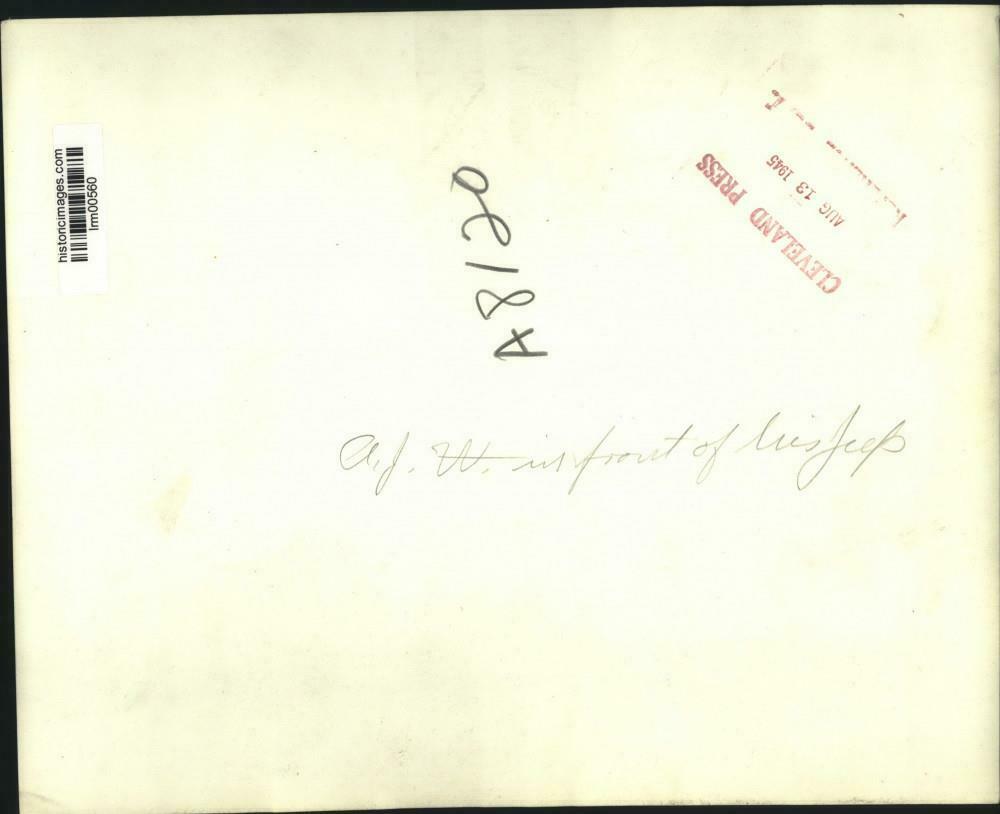 historicimages.com
lrm00560
A8120
CLEVELAND PRESS
AUG 13 1945
A.J. W. in front of his Jeep